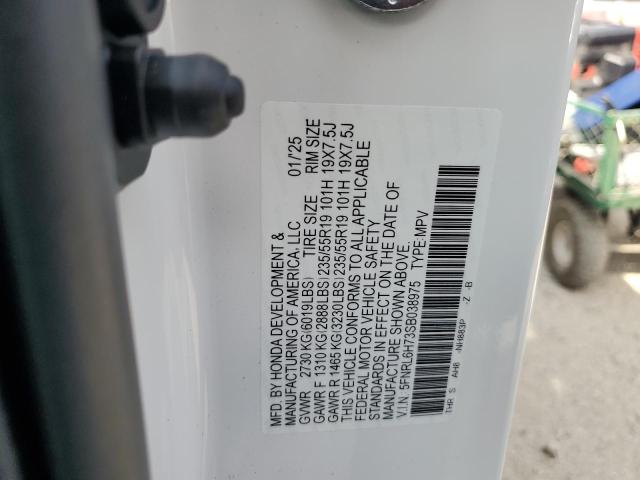 MFD. BY HONDA DEVELOPMENT &
MANUFACTURING OF AMERICA, LLC 01/'25
GVWR 2730 KG(6019LBS) TIRE SIZE RIM SIZE
GAWR F 1310 KG(2888LBS)235/55R19 101H 19X7.5J
GAWR R 1465 KG(3230LBS)235/55R19 101H 19X7.5J
THIS VEHICLE CONFORMS TO ALL APPLICABLE
FEDERAL MOTOR VEHICLE SAFETY
STANDARDS IN EFFECT ON THE DATE OF
MANUFACTURE SHOWN ABOVE.
V.I.N. 5FNRL6H73SB038975 TYPE:MPV
THR S AH8 -NH883P -Z -B